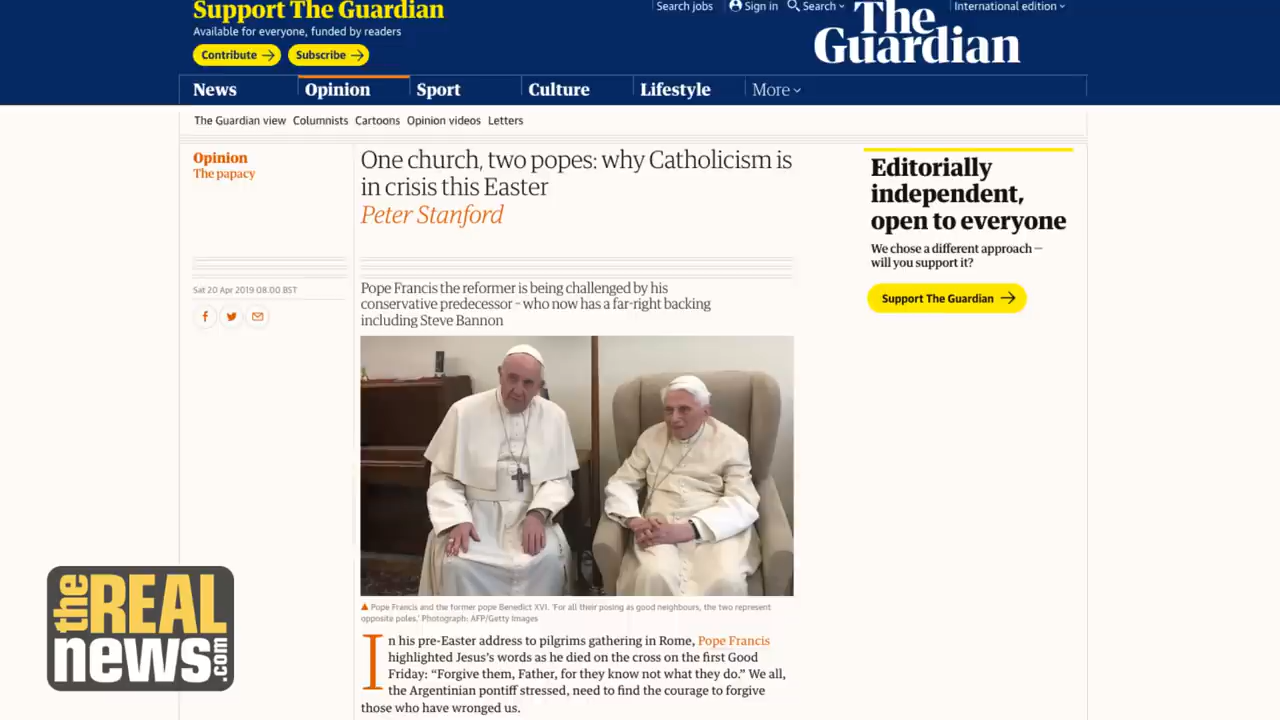 Support The Guardian
Available for everyone, funded by readers
Contribute →
Subscribe →
Search jobs
Sign in
Search
International edition
The Guardian
News
Opinion
Sport
Culture
Lifestyle
More
The Guardian view
Columnists
Cartoons
Opinion videos
Letters
Opinion
The papacy
One church, two popes: why Catholicism is
in crisis this Easter
Peter Stanford
Sat 20 Apr 2019 08.00 BST
Pope Francis the reformer is being challenged by his
conservative predecessor – who now has a far-right backing
including Steve Bannon
Pope Francis and the former pope Benedict XVI. 'For all their posing as good neighbours, the two represent
opposite poles.' Photograph: AFP/Getty Images
In his pre-Easter address to pilgrims gathering in Rome, Pope Francis
highlighted Jesus's words as he died on the cross on the first Good
Friday: “Forgive them, Father, for they know not what they do.” We all,
the Argentinian pontiff stressed, need to find the courage to forgive
those who have wronged us.
Editorially
independent,
open to everyone
We chose a different approach —
will you support it?
Support The Guardian →
the REAL
news.com